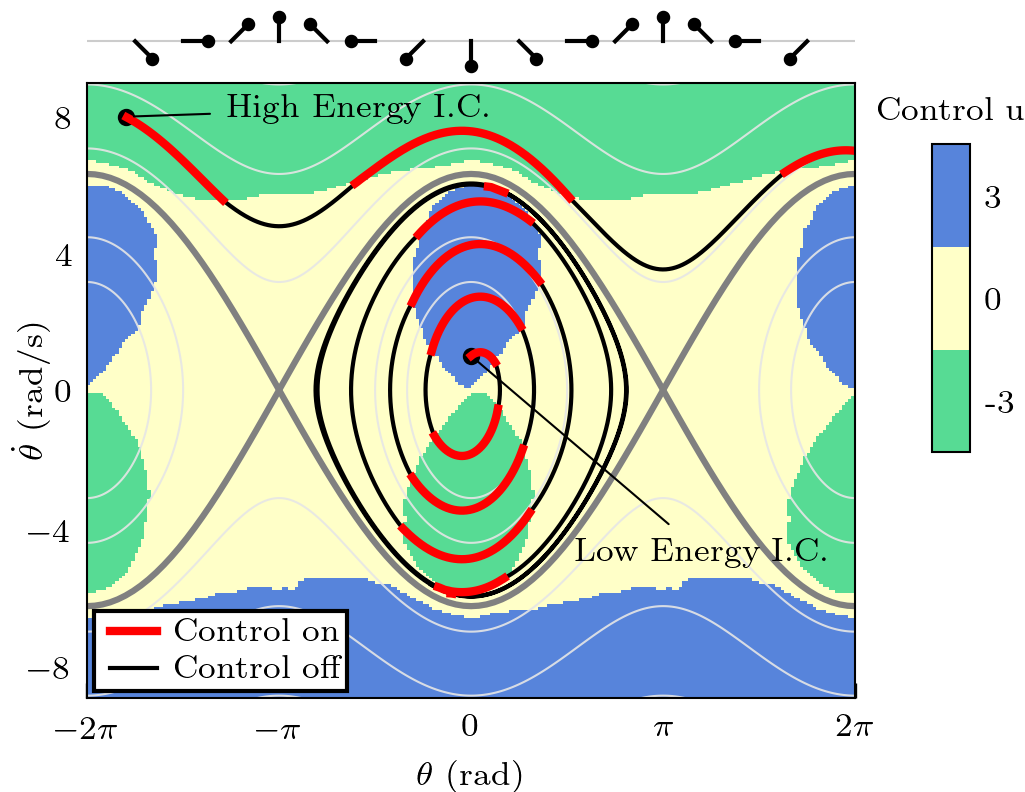 High Energy I.C.
Control u
8
4
0
−4
−8
θ̇ (rad/s)
3
0
-3
Low Energy I.C.
Control on
Control off
−2π
−π
0
π
2π
θ (rad)